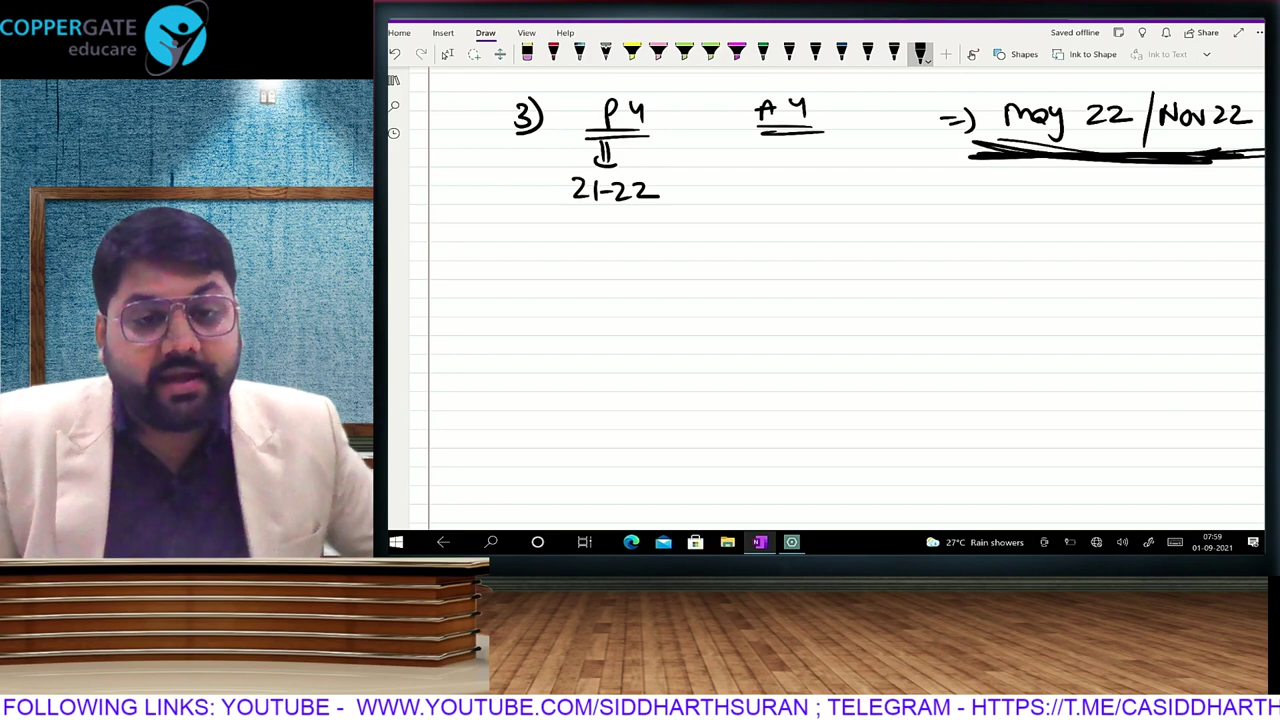 COPPERGATE
educare
Home Insert Draw View Help
Saved offline
Share
Shapes
Ink to Shape
Ink to Text
3) PY AY => May 22 / Nov 22
21-22
27°C Rain showers
07:59
01-09-2021
FOLLOWING LINKS: YOUTUBE - WWW.YOUTUBE.COM/SIDDHARTHSURAN ; TELEGRAM - HTTPS://T.ME/CASIDDHARTH